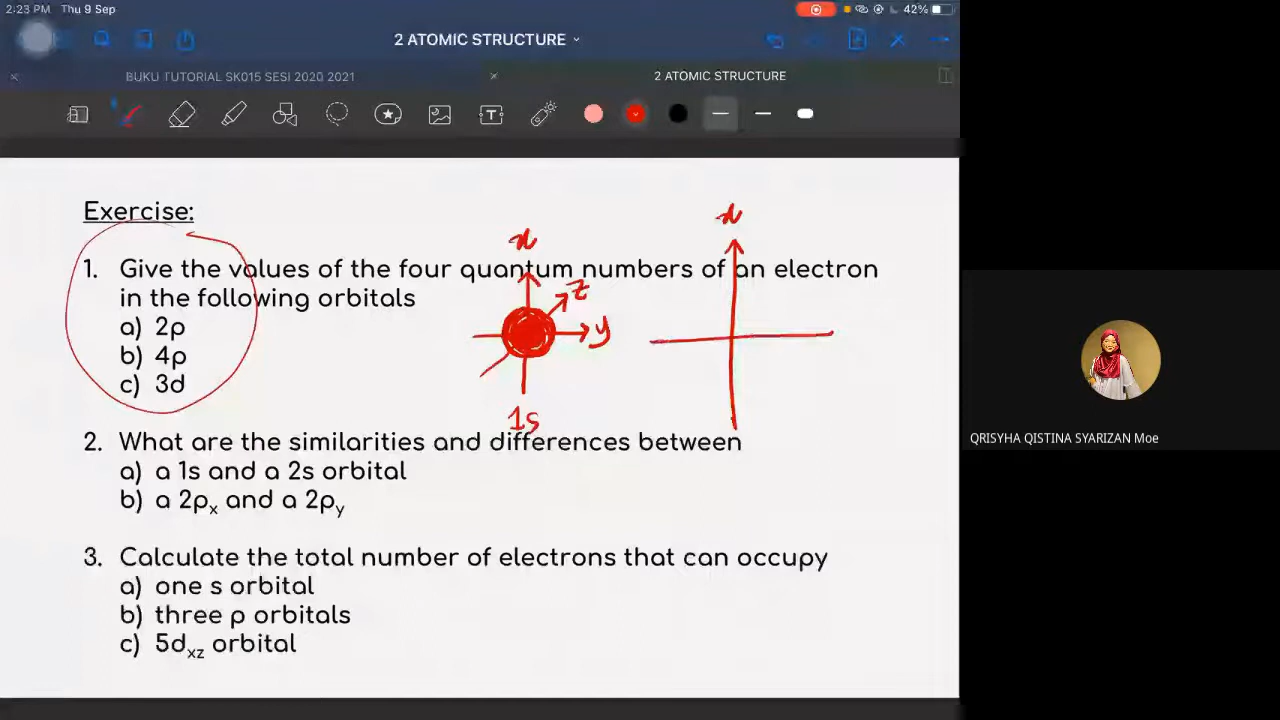 2:23 PM Thu 9 Sep
42%
2 ATOMIC STRUCTURE
BUKU TUTORIAL SK015 SESI 2020 2021
2 ATOMIC STRUCTURE
Exercise:
1. Give the values of the four quantum numbers of an electron
in the following orbitals
a) 2p
b) 4p
c) 3d
x
z
y
1s
x
2. What are the similarities and differences between
a) a 1s and a 2s orbital
b) a 2px and a 2py
3. Calculate the total number of electrons that can occupy
a) one s orbital
b) three p orbitals
c) 5dxz orbital
QRISYHA QISTINA SYARIZAN Moe